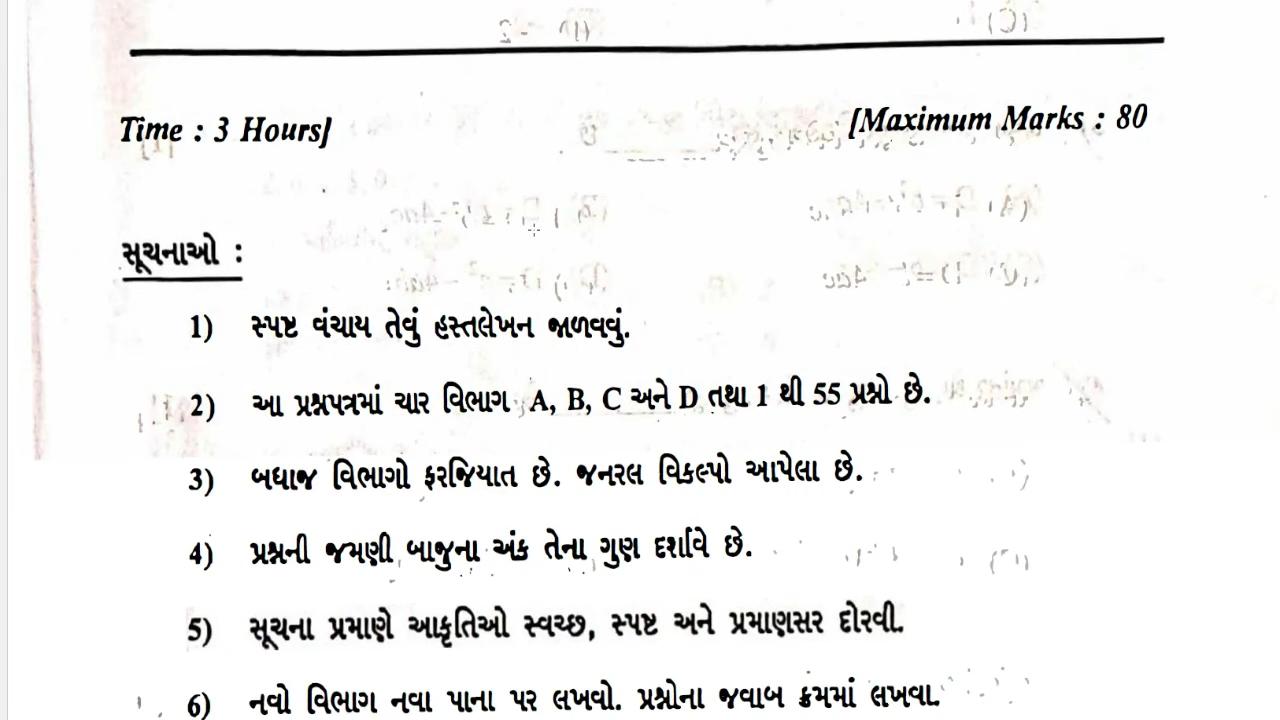 Time : 3 Hours]
[Maximum Marks : 80
સૂચનાઓ :
1) સ્પષ્ટ વંચાય તેવું હસ્તલેખન જાળવવું.
2) આ પ્રશ્નપત્રમાં ચાર વિભાગ A, B, C અને D તથા 1 થી 55 પ્રશ્નો છે.
3) બધાજ વિભાગો ફરજિયાત છે. જનરલ વિકલ્પો આપેલા છે.
4) પ્રશ્નની જમણી બાજુના અંક તેના ગુણ દર્શાવે છે.
5) સૂચના પ્રમાણે આકૃતિઓ સ્વચ્છ, સ્પષ્ટ અને પ્રમાણસર દોરવી.
6) નવો વિભાગ નવા પાના પર લખવો. પ્રશ્નોના જવાબ ક્રમમાં લખવા.